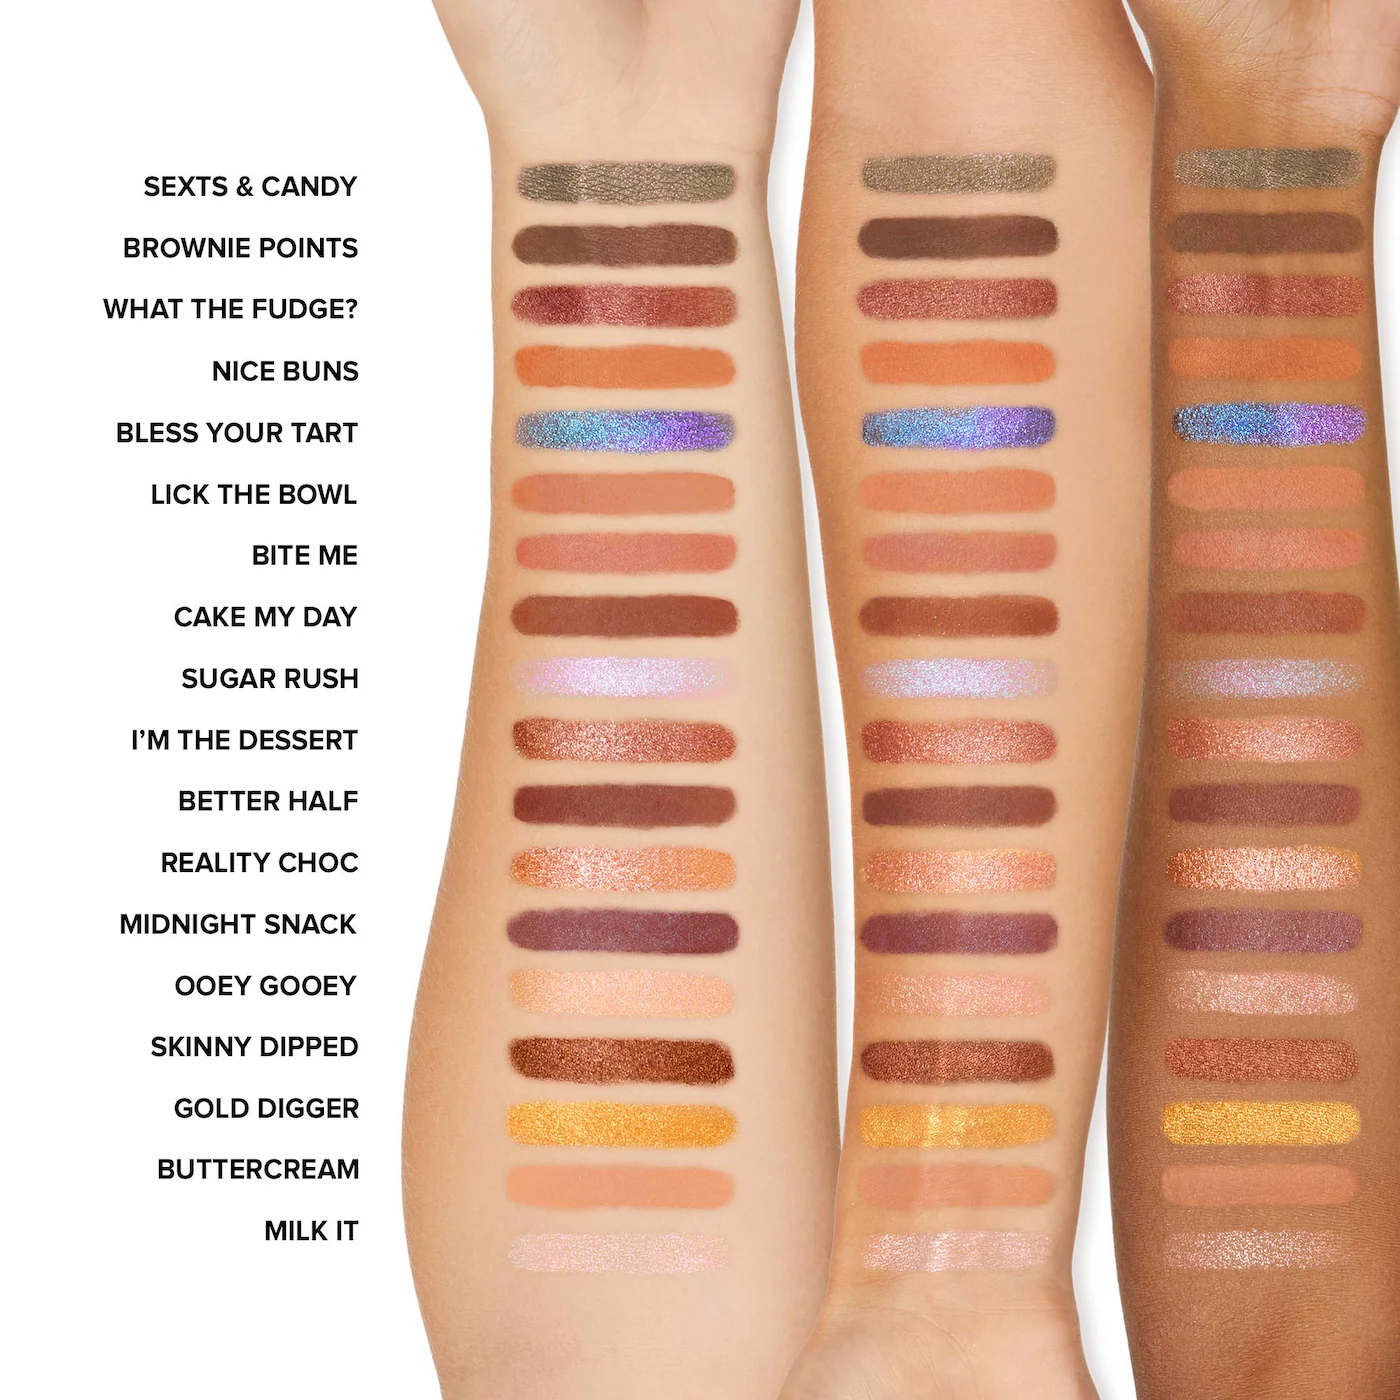 SEXTS & CANDY
BROWNIE POINTS
WHAT THE FUDGE?
NICE BUNS
BLESS YOUR TART
LICK THE BOWL
BITE ME
CAKE MY DAY
SUGAR RUSH
I’M THE DESSERT
BETTER HALF
REALITY CHOC
MIDNIGHT SNACK
OOEY GOOEY
SKINNY DIPPED
GOLD DIGGER
BUTTERCREAM
MILK IT